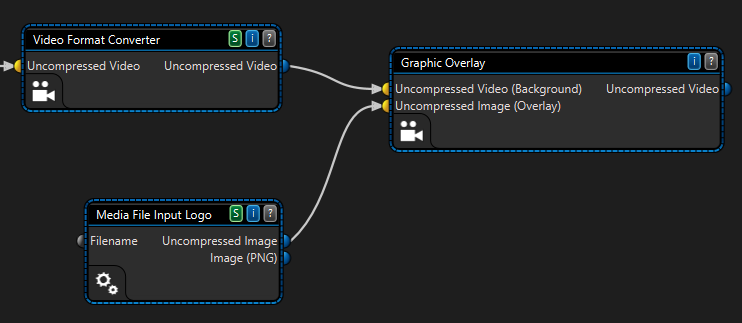 Video Format Converter S i ?
Uncompressed Video Uncompressed Video
Graphic Overlay i ?
Uncompressed Video (Background) Uncompressed Video
Uncompressed Image (Overlay)
Media File Input Logo S i ?
Filename Uncompressed Image
Image (PNG)